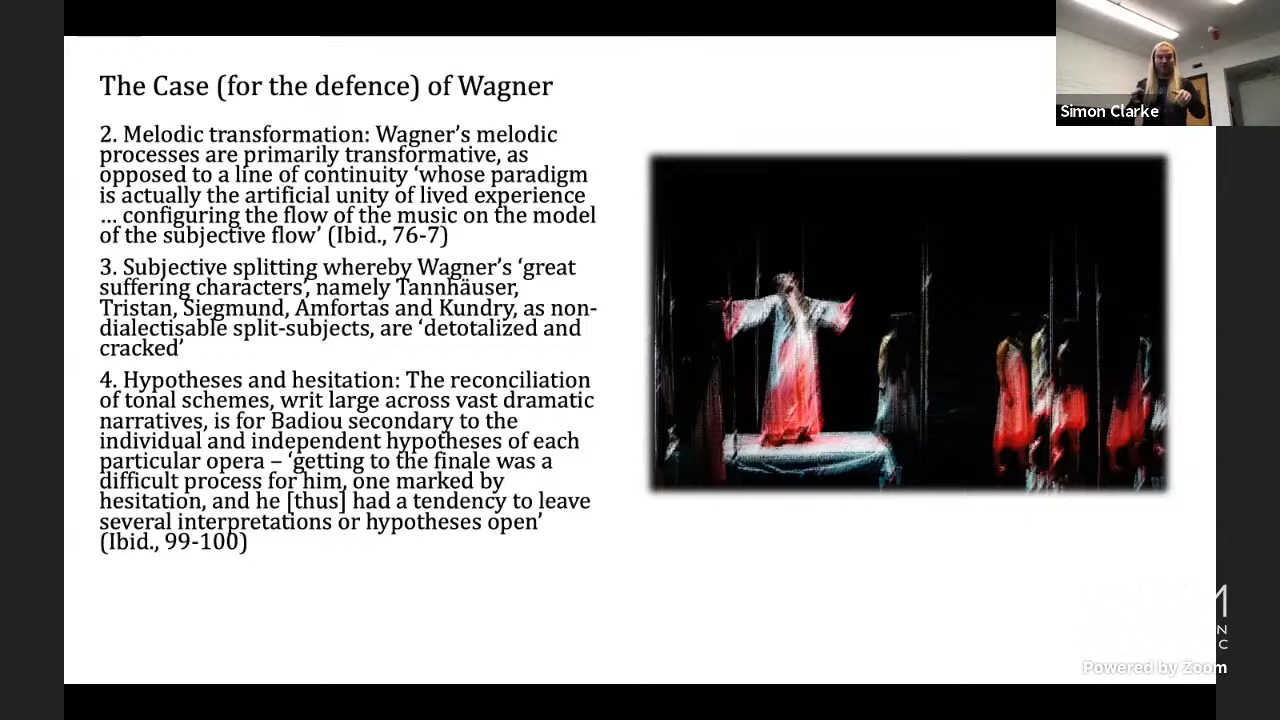 The Case (for the defence) of Wagner
2. Melodic transformation: Wagner’s melodic
processes are primarily transformative, as
opposed to a line of continuity ‘whose paradigm
is actually the artificial unity of lived experience
… configuring the flow of the music on the model
of the subjective flow’ (Ibid., 76-7)
3. Subjective splitting whereby Wagner’s ‘great
suffering characters’, namely Tannhäuser,
Tristan, Siegmund, Amfortas and Kundry, as non-
dialectisable split-subjects, are ‘detotalized and
cracked’
4. Hypotheses and hesitation: The reconciliation
of tonal schemes, writ large across vast dramatic
narratives, is for Badiou secondary to the
individual and independent hypotheses of each
particular opera – ‘getting to the finale was a
difficult process for him, one marked by
hesitation, and he [thus] had a tendency to leave
several interpretations or hypotheses open’
(Ibid., 99-100)
Simon Clarke
N
C
Powered by Zoom